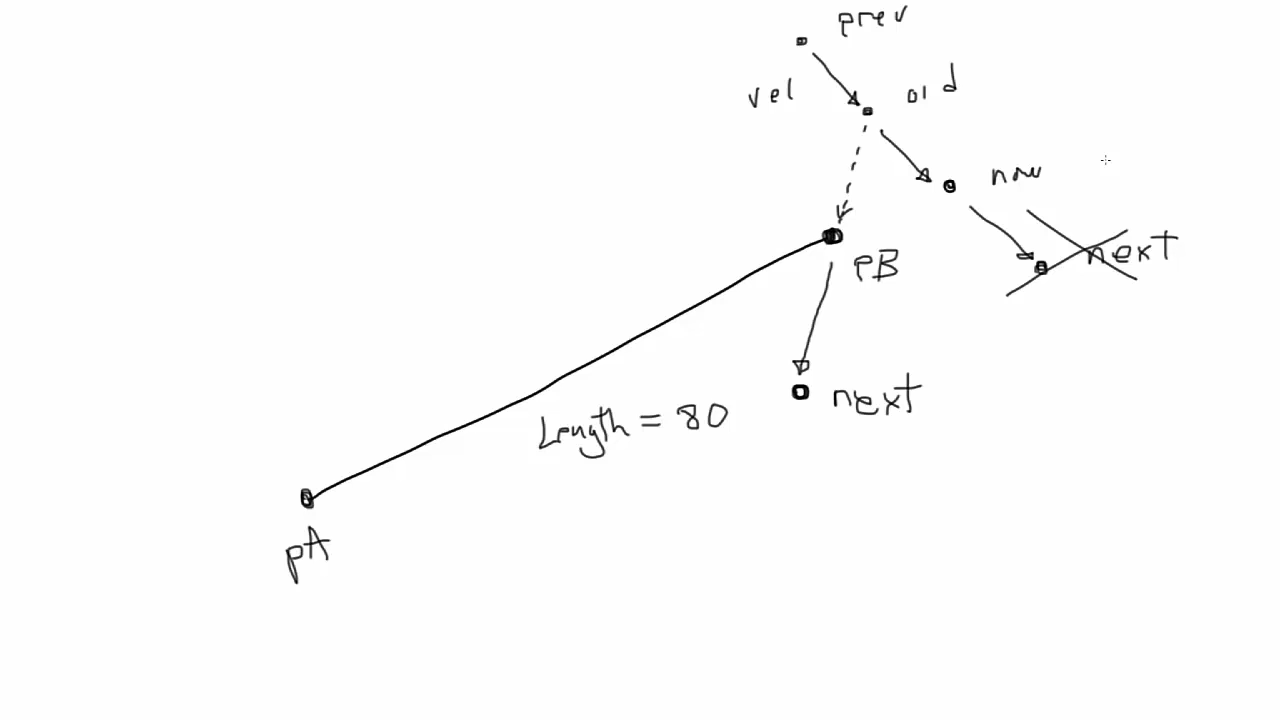 prev
vel
old
now
next
pB
next
Length = 80
pA